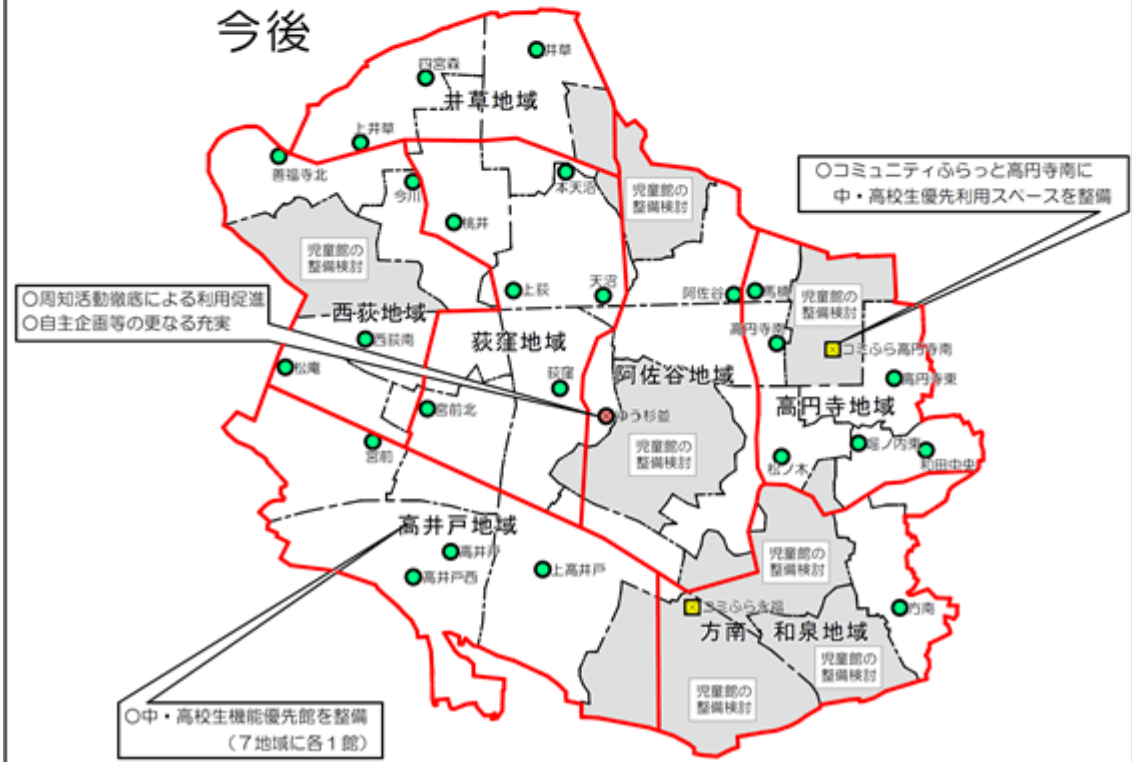 今後
井草
四宮森
井草地域
上井草
善福寺北
今川
本天沼
桃井
児童館の
整備検討
○コミュニティふらっと高円寺南に
中・高校生優先利用スペースを整備
児童館の
整備検討
上荻
天沼
阿佐谷
馬橋
児童館の
整備検討
○周知活動徹底による利用促進
○自主企画等の更なる充実
西荻地域
西荻南
荻窪地域
高円寺南
コミふら高円寺南
松庵
荻窪
阿佐谷地域
高円寺東
高円寺地域
宮前北
ゆう杉並
宮前
児童館の
整備検討
松ノ木
堀ノ内東
和田中央
高井戸地域
高井戸
高井戸西
上高井戸
児童館の
整備検討
コミふら永福
方南
方南・和泉地域
児童館の
整備検討
児童館の
整備検討
○中・高校生機能優先館を整備
（７地域に各１館）